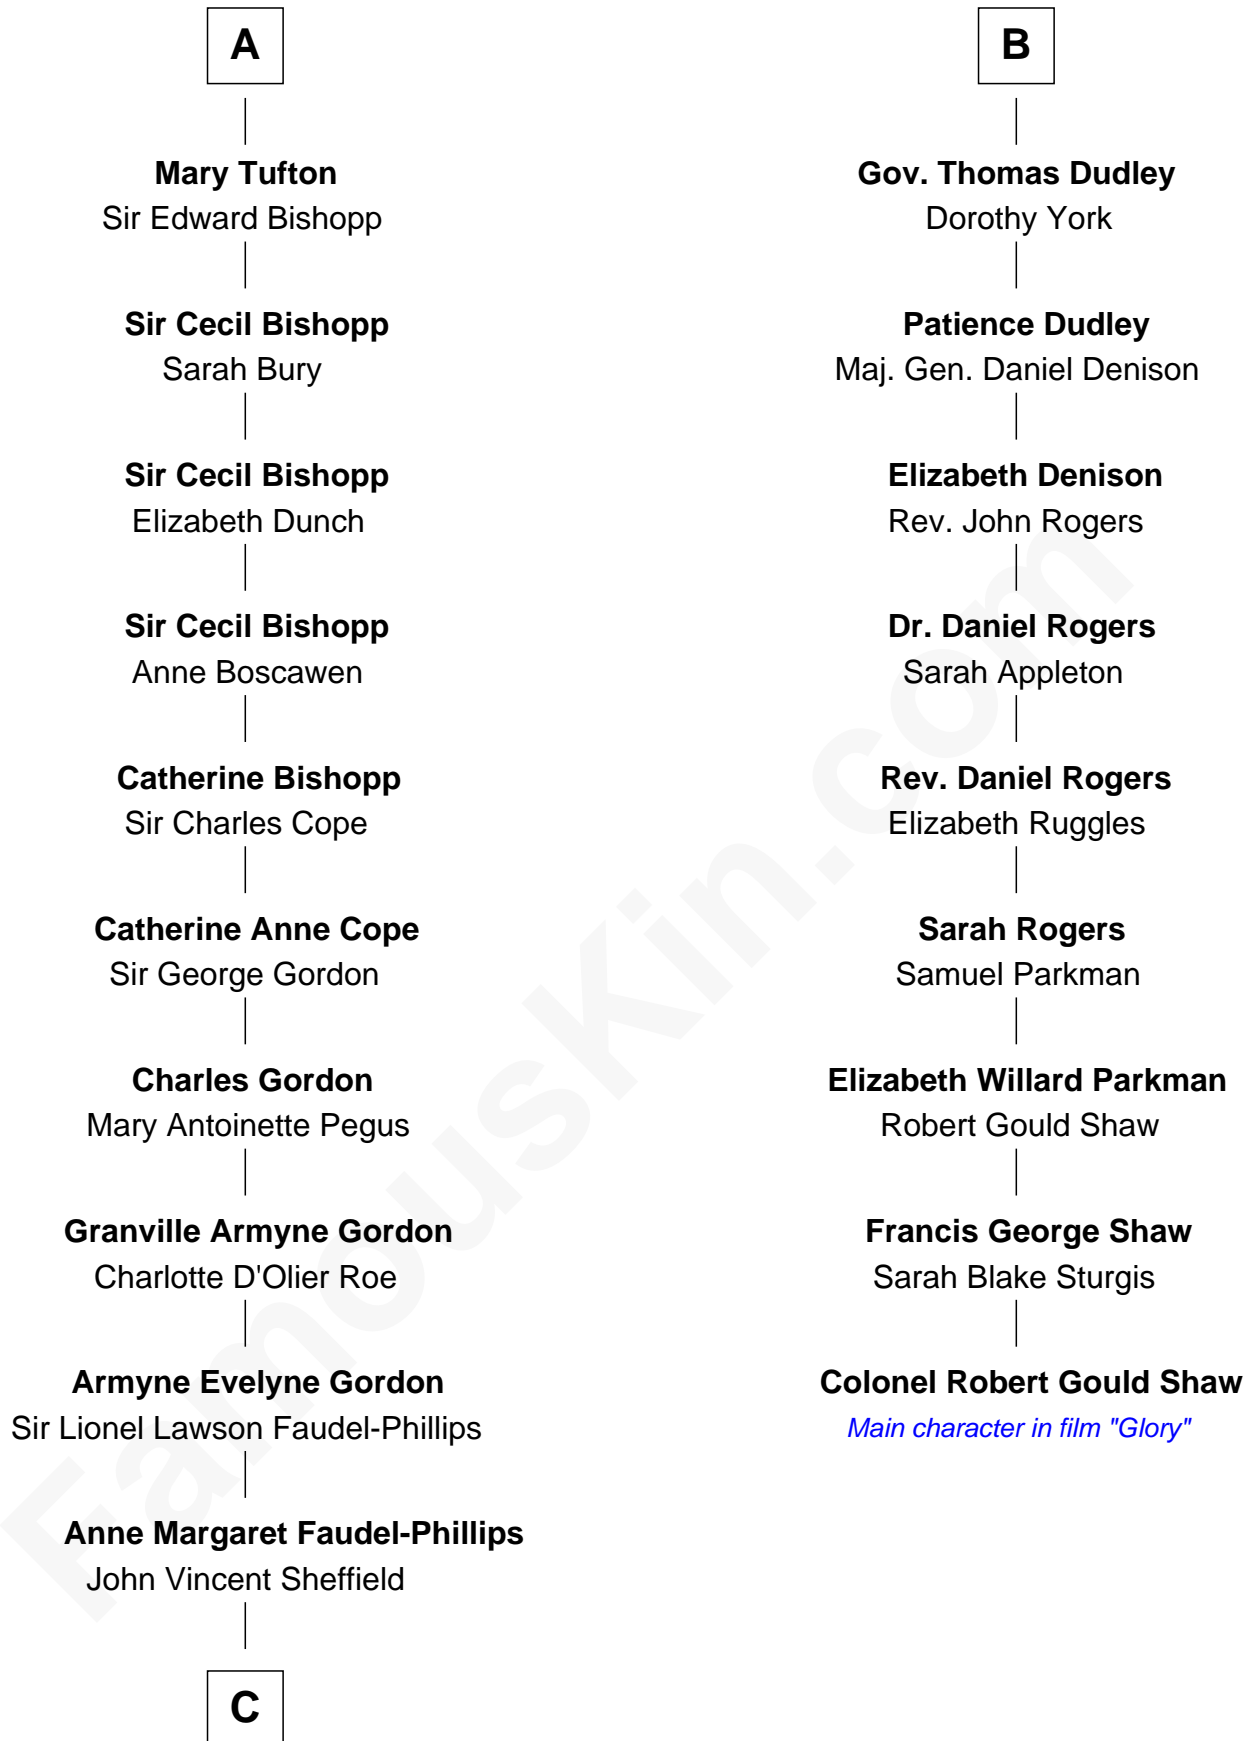 A
Mary Tufton
Sir Edward Bishopp
Sir Cecil Bishopp
Sarah Bury
Sir Cecil Bishopp
Elizabeth Dunch
Sir Cecil Bishopp
Anne Boscawen
Catherine Bishopp
Sir Charles Cope
Catherine Anne Cope
Sir George Gordon
Charles Gordon
Mary Antoinette Pegus
Granville Armyne Gordon
Charlotte D'Olier Roe
Armyne Evelyne Gordon
Sir Lionel Lawson Faudel-Phillips
Anne Margaret Faudel-Phillips
John Vincent Sheffield
C
B
Gov. Thomas Dudley
Dorothy York
Patience Dudley
Maj. Gen. Daniel Denison
Elizabeth Denison
Rev. John Rogers
Dr. Daniel Rogers
Sarah Appleton
Rev. Daniel Rogers
Elizabeth Ruggles
Sarah Rogers
Samuel Parkman
Elizabeth Willard Parkman
Robert Gould Shaw
Francis George Shaw
Sarah Blake Sturgis
Colonel Robert Gould Shaw
Main character in film "Glory"
FamousKin.com